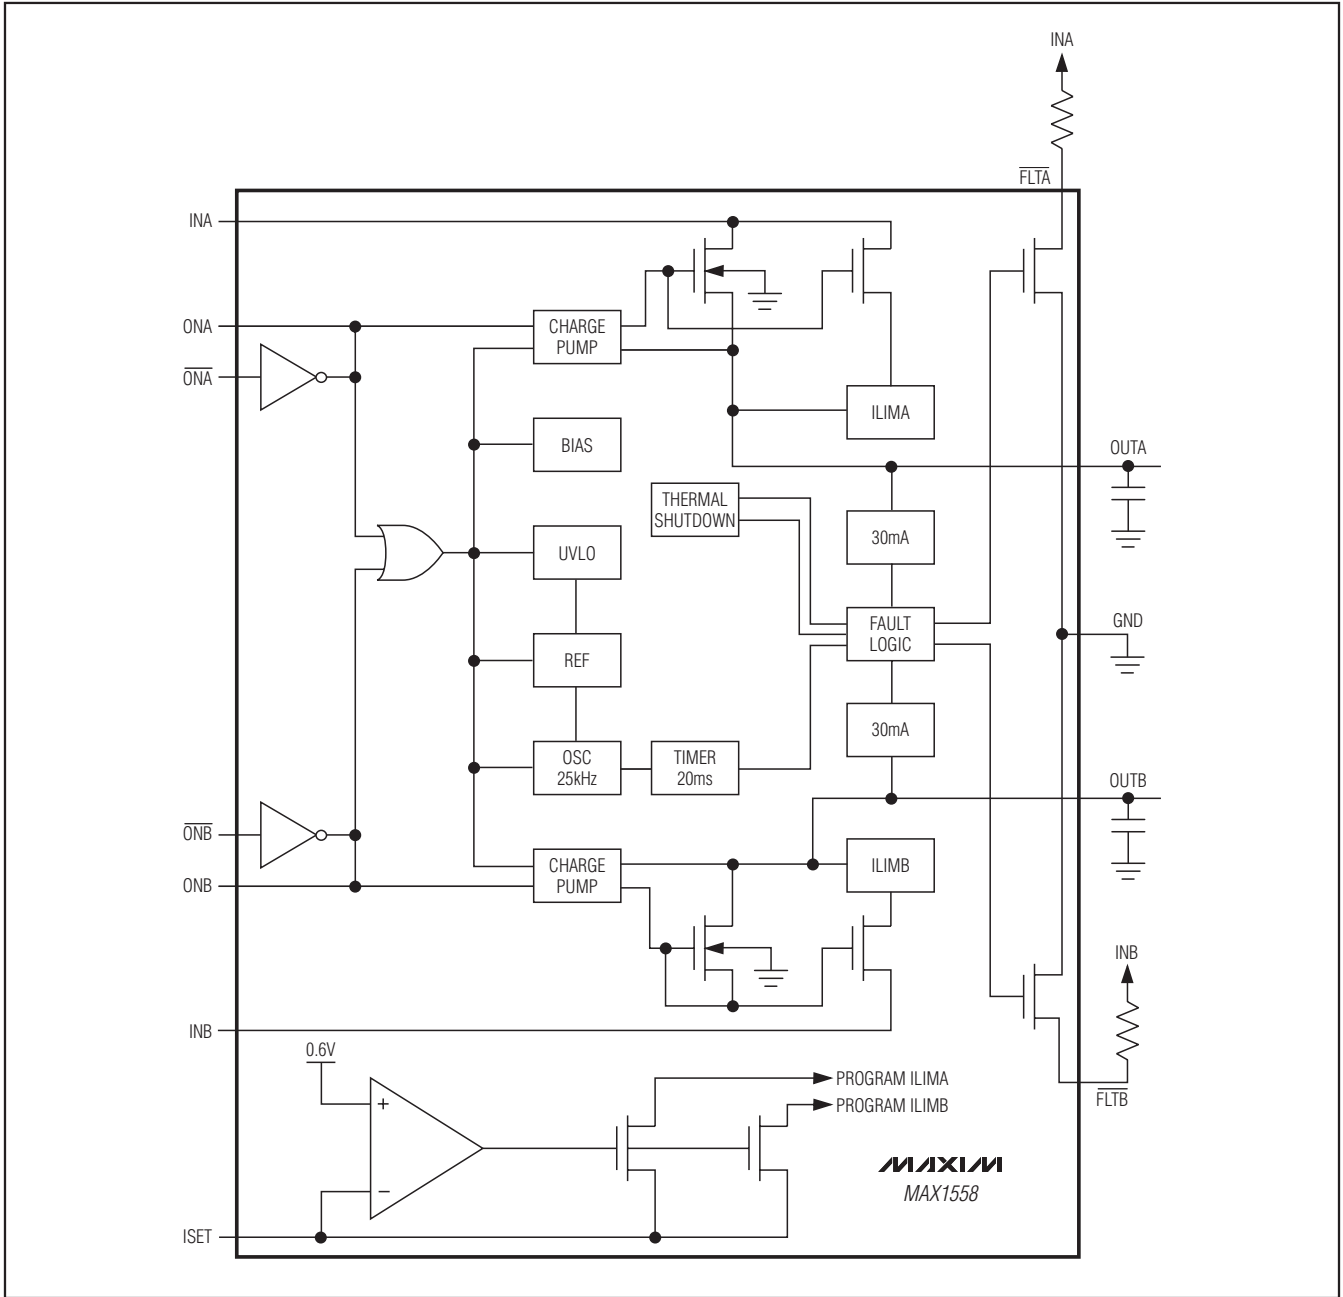 INA
FLTA
INA
ONA
CHARGE
PUMP
ONA
ILIMA
BIAS
OUTA
THERMAL
SHUTDOWN
30mA
UVLO
FAULT
LOGIC
GND
REF
30mA
OSC
25kHz
TIMER
20ms
OUTB
ONB
CHARGE
PUMP
ILIMB
ONB
INB
INB
0.6V
PROGRAM ILIMA
+
PROGRAM ILIMB
FLTB
MAXIM
–
MAX1558
ISET